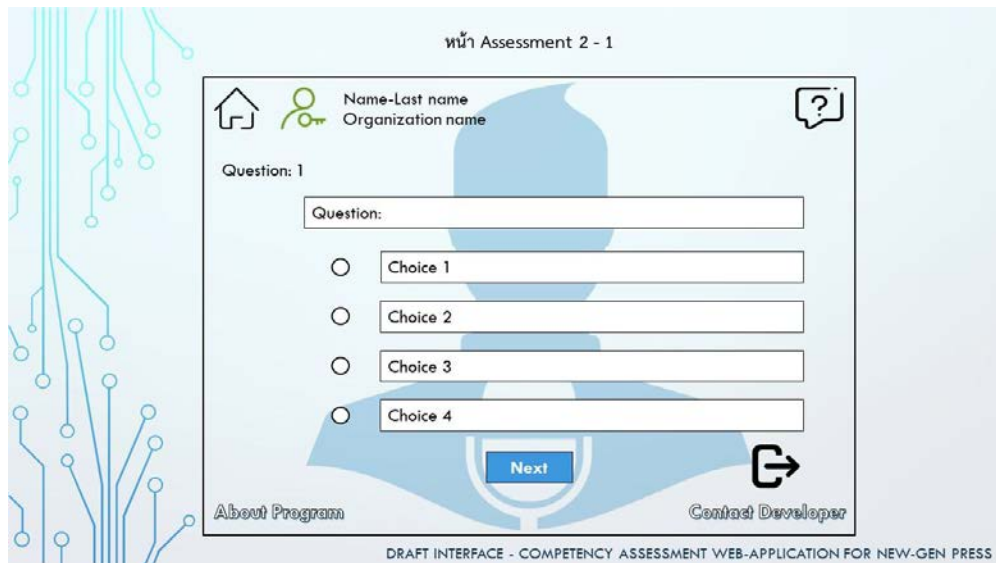 หน้า Assessment 2 - 1
Name-Last name
Organization name
?
Question: 1
Question:
Choice 1
Choice 2
Choice 3
Choice 4
Next
About Program
Contact Developer
DRAFT INTERFACE - COMPETENCY ASSESSMENT WEB-APPLICATION FOR NEW-GEN PRESS